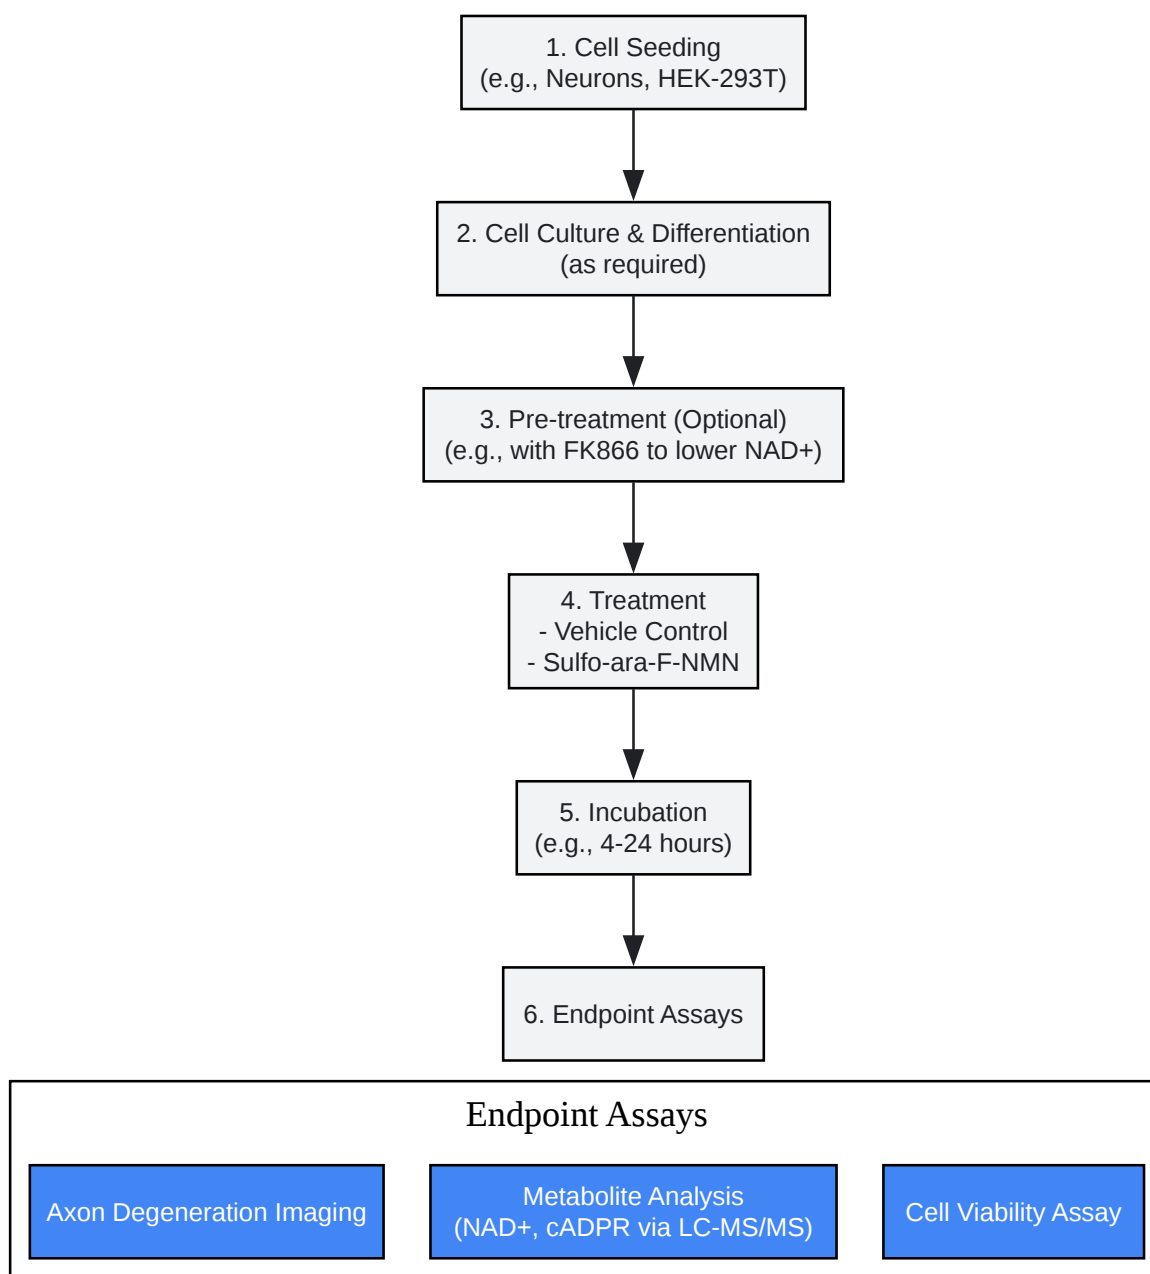 1. Cell Seeding
(e.g., Neurons, HEK-293T)
2. Cell Culture & Differentiation
(as required)
3. Pre-treatment (Optional)
(e.g., with FK866 to lower NAD+)
4. Treatment
- Vehicle Control
- Sulfo-ara-F-NMN
5. Incubation
(e.g., 4-24 hours)
6. Endpoint Assays
Endpoint Assays
Axon Degeneration Imaging
Metabolite Analysis
(NAD+, cADPR via LC-MS/MS)
Cell Viability Assay